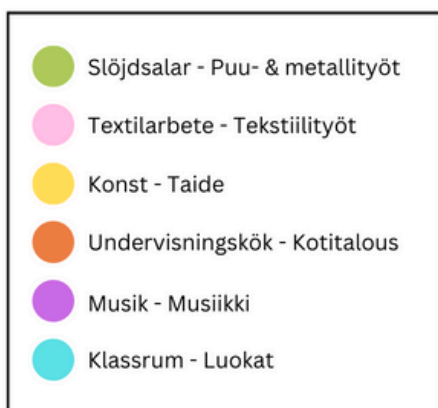 Slöjdsalar - Puu- & metallityöt
Textilarbete - Tekstiilityöt
Konst - Taide
Undervisningskök - Kotitalous
Musik - Musiikki
Klassrum - Luokat